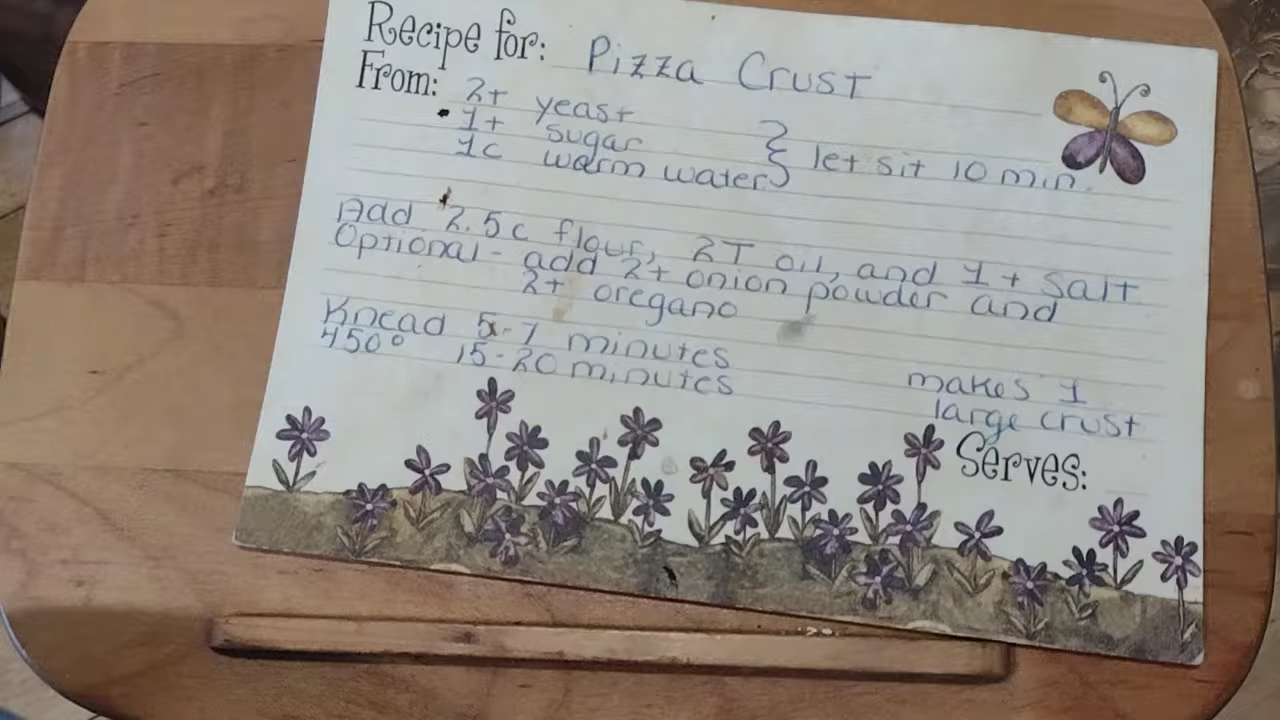 Recipe for: Pizza Crust
From: 2t yeast
1t sugar
1c warm water } let sit 10 min.
Add 2.5c flour, 2T oil, and 1t salt
Optional - add 2t onion powder and
2t oregano
Knead 5-7 minutes
450° 15-20 minutes
makes 1
large crust
Serves: